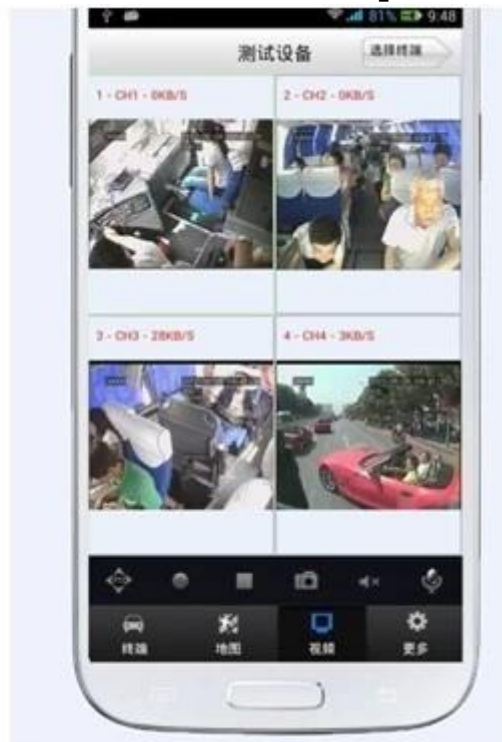 81% 9:48
测试设备
选择终端
1 - CH1 - 0KB/S
2 - CH2 - 0KB/S
3 - CH3 - 28KB/S
4 - CH4 - 3KB/S
终端
地图
视频
更多